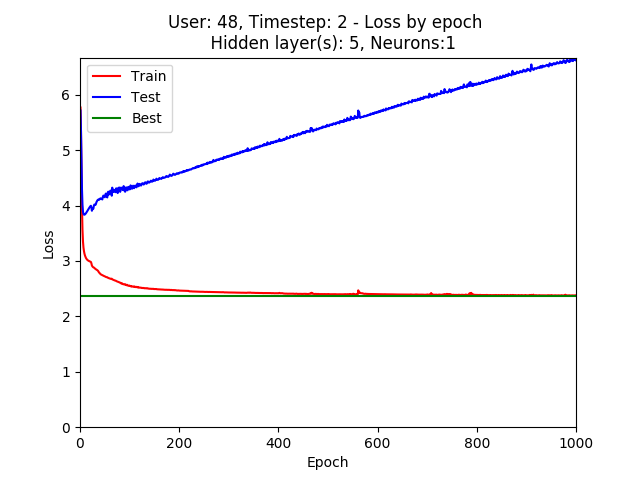 User: 48, Timestep: 2 - Loss by epoch
Hidden layer(s): 5, Neurons:1
Train
Test
Best
6
5
4
3
2
1
0
Loss
0 200 400 600 800 1000
Epoch